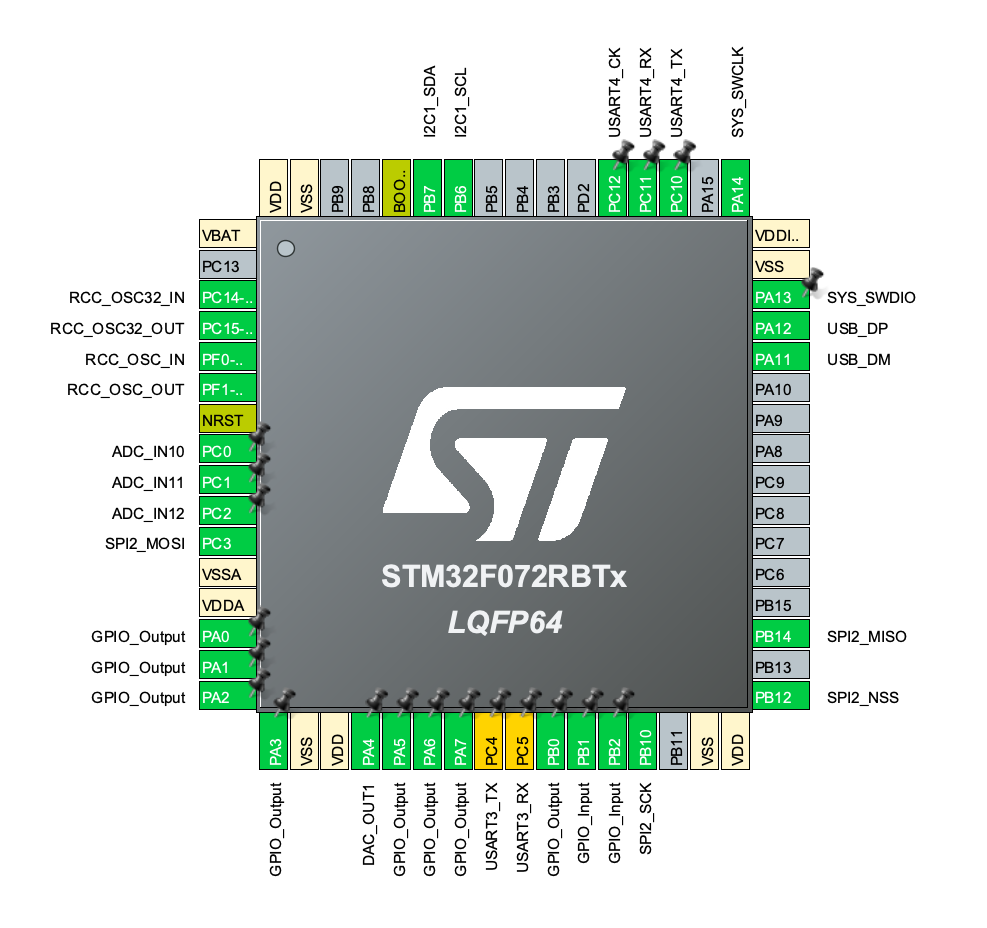 I2C1_SDA
I2C1_SCL
USART4_CK
USART4_RX
USART4_TX
SYS_SWCLK
VDD
VSS
PB9
PB8
BOO..
PB7
PB6
PB5
PB4
PB3
PD2
PC12
PC11
PC10
PA15
PA14
VBAT
PC13
RCC_OSC32_IN PC14-..
RCC_OSC32_OUT PC15-..
RCC_OSC_IN PF0-..
RCC_OSC_OUT PF1-..
NRST
ADC_IN10 PC0
ADC_IN11 PC1
ADC_IN12 PC2
SPI2_MOSI PC3
VSSA
VDDA
GPIO_Output PA0
GPIO_Output PA1
GPIO_Output PA2
ST
STM32F072RBTx
LQFP64
VDDI..
VSS
PA13 SYS_SWDIO
PA12 USB_DP
PA11 USB_DM
PA10
PA9
PA8
PC9
PC8
PC7
PC6
PB15
PB14 SPI2_MISO
PB13
PB12 SPI2_NSS
PA3
VSS
VDD
PA4
PA5
PA6
PA7
PC4
PC5
PB0
PB1
PB2
PB10
PB11
VSS
VDD
GPIO_Output
DAC_OUT1
GPIO_Output
GPIO_Output
GPIO_Output
USART3_TX
USART3_RX
GPIO_Output
GPIO_Input
GPIO_Input
SPI2_SCK